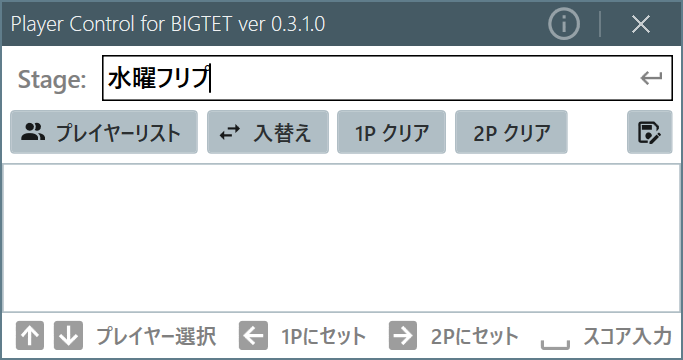 Player Control for BIGTET ver 0.3.1.0
Stage: 水曜フリプ
プレイヤーリスト 入替え 1P クリア 2P クリア
プレイヤー選択 1Pにセット 2Pにセット スコア入力